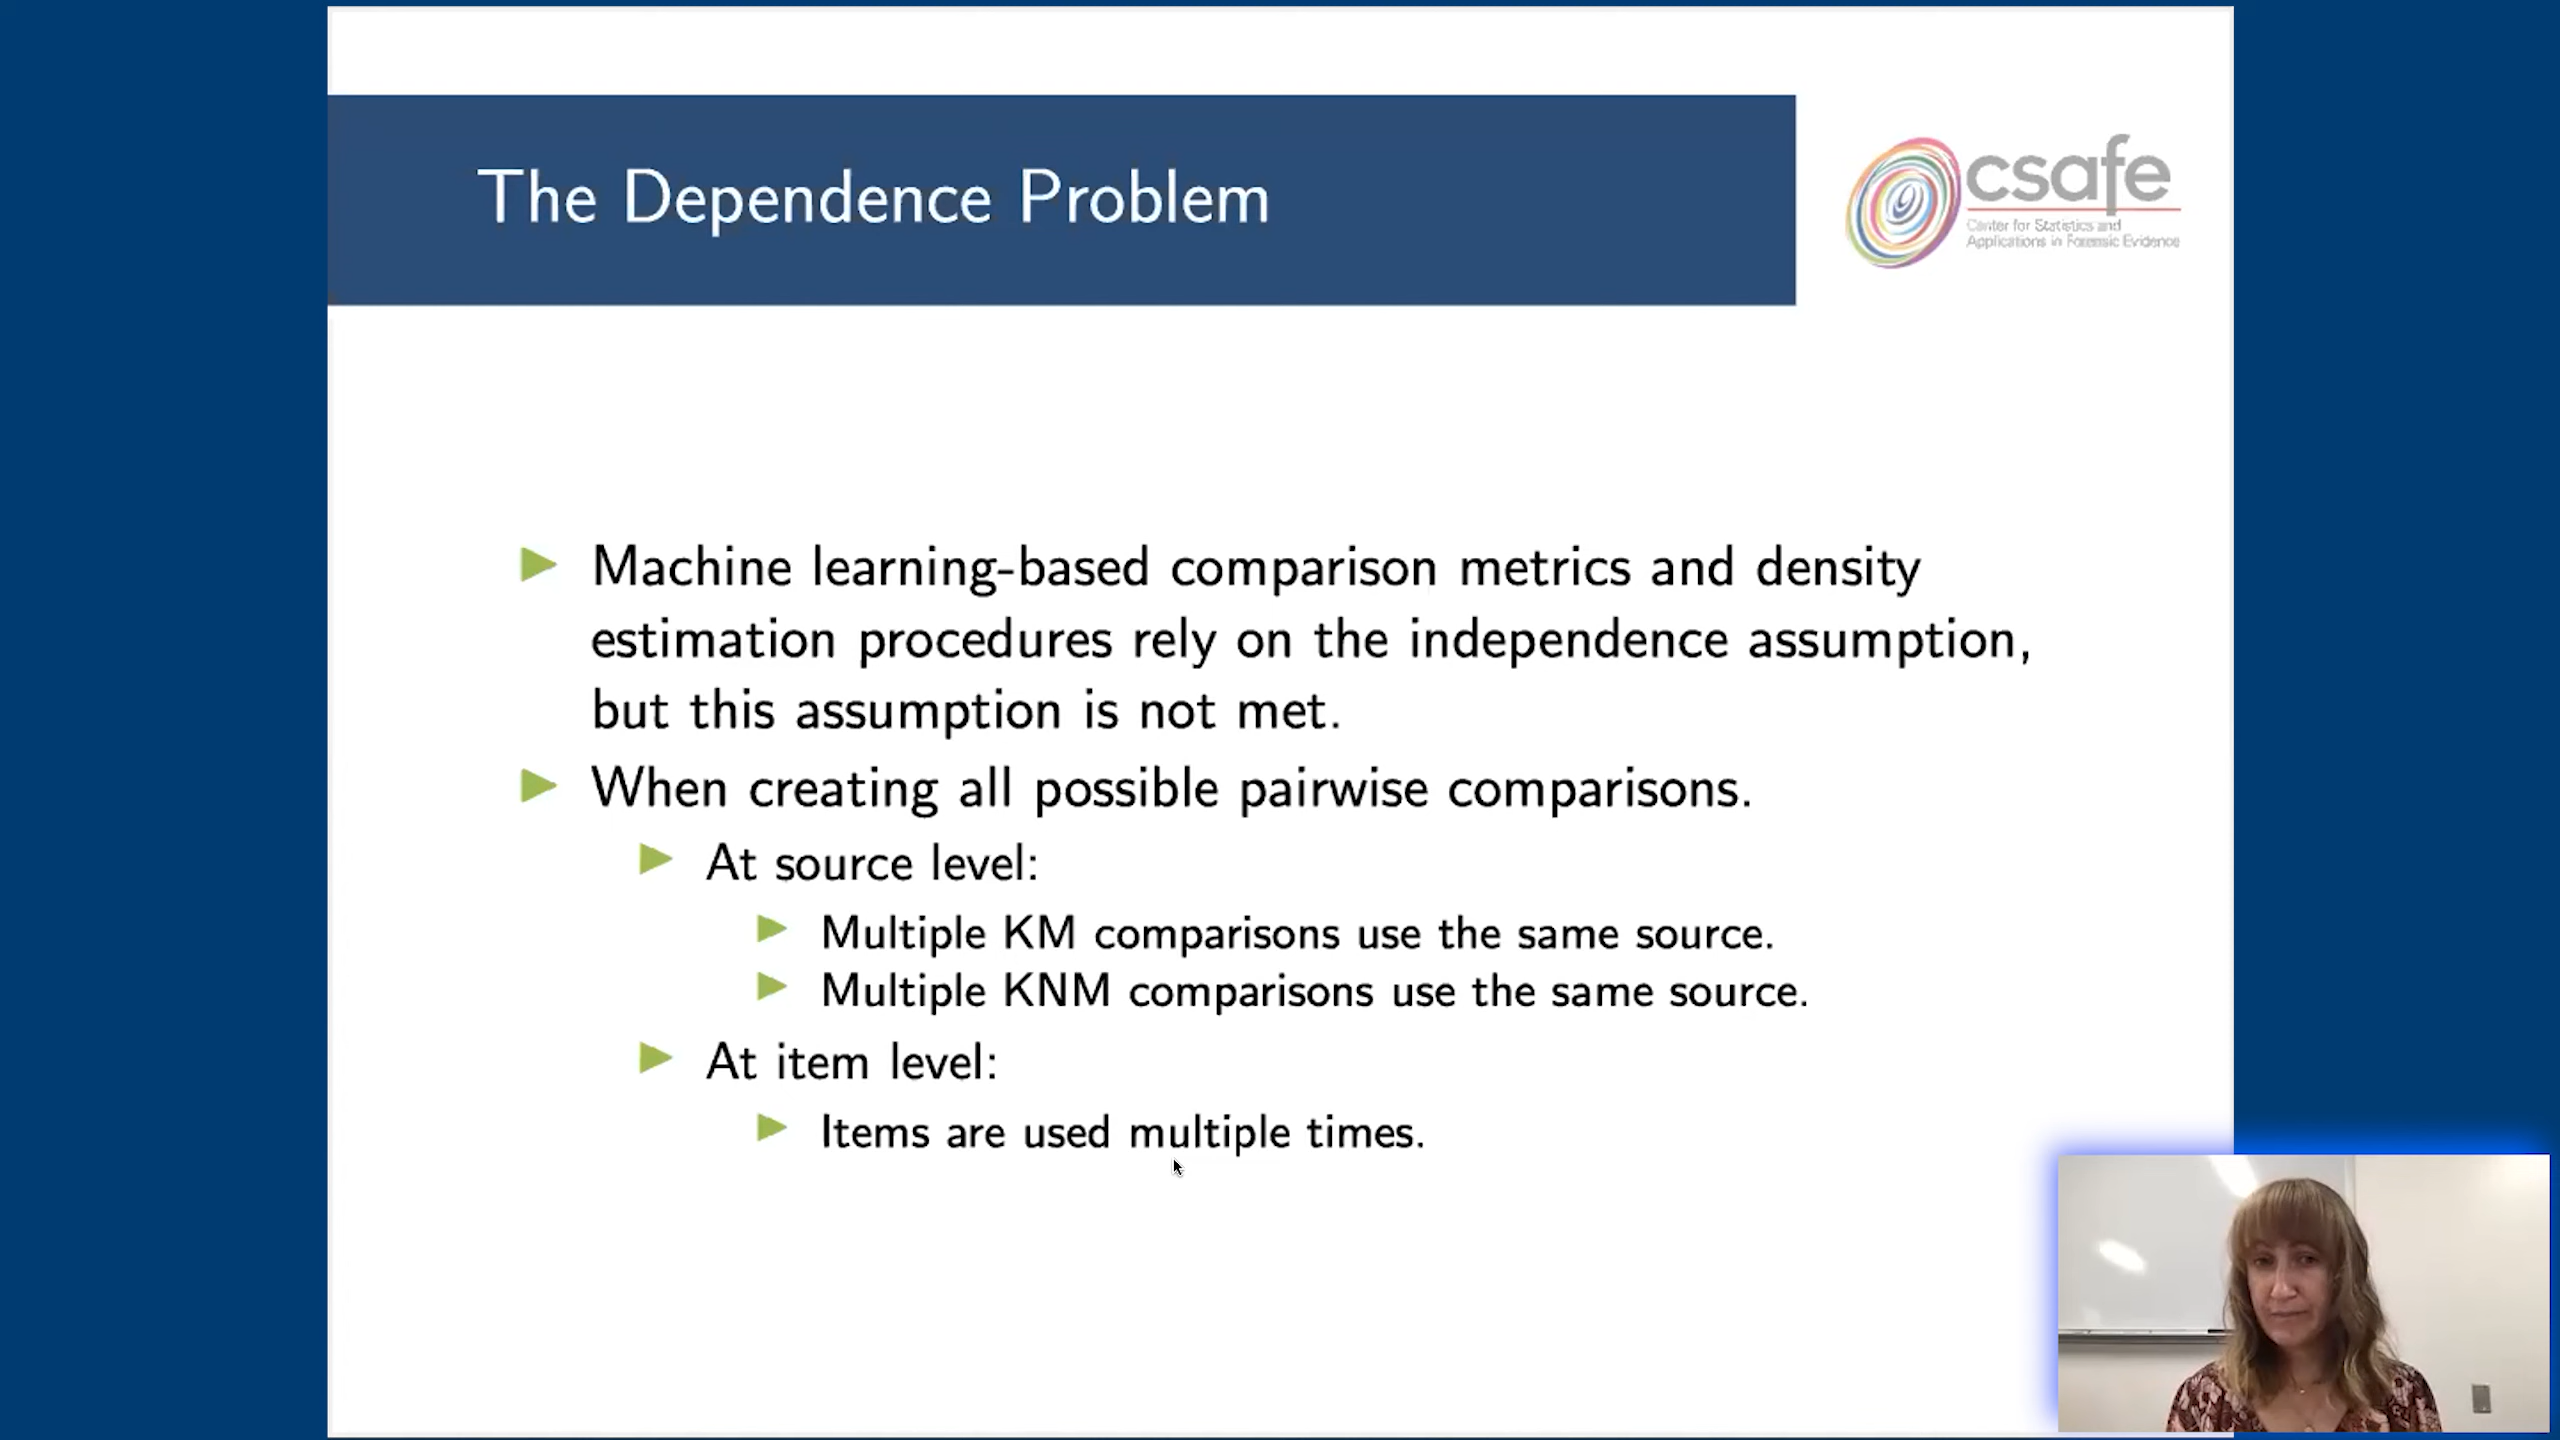 The Dependence Problem
csafe
Center for Statistics and
Applications in Forensic Evidence
Machine learning-based comparison metrics and density
estimation procedures rely on the independence assumption,
but this assumption is not met.
When creating all possible pairwise comparisons.
At source level:
Multiple KM comparisons use the same source.
Multiple KNM comparisons use the same source.
At item level:
Items are used multiple times.